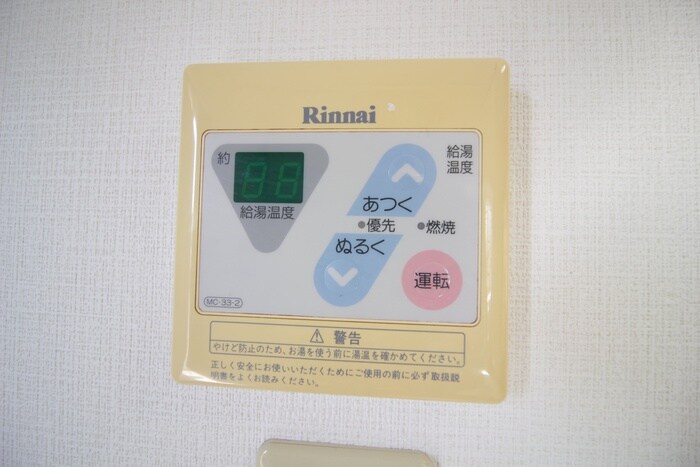 Rinnai
約
88
給湯温度
給湯
温度
あつく
優先
燃焼
ぬるく
運転
MC-33-2
警告
やけど防止のため、お湯を使う前に湯温を確かめてください。
正しく安全にお使いいただくためにご使用の前に必ず取扱説
明書をよくお読みください。